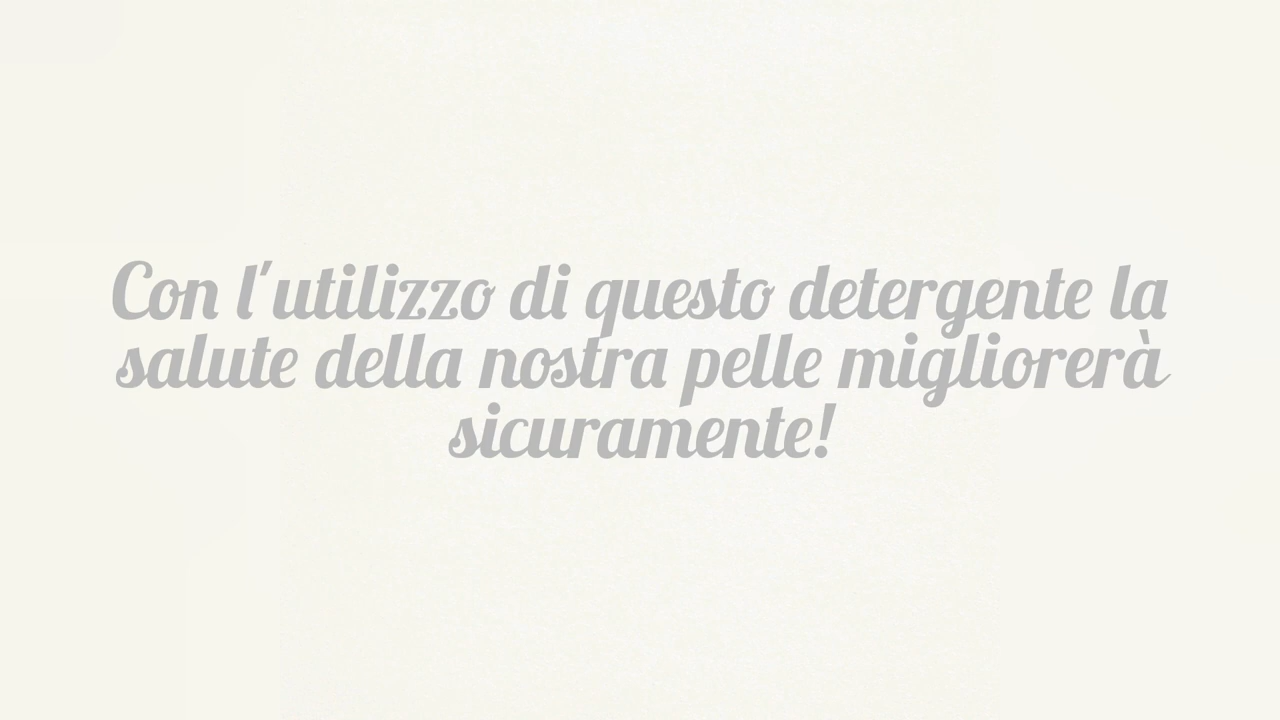 Con l'utilizzo di questo detergente la
salute della nostra pelle migliorerà
sicuramente!